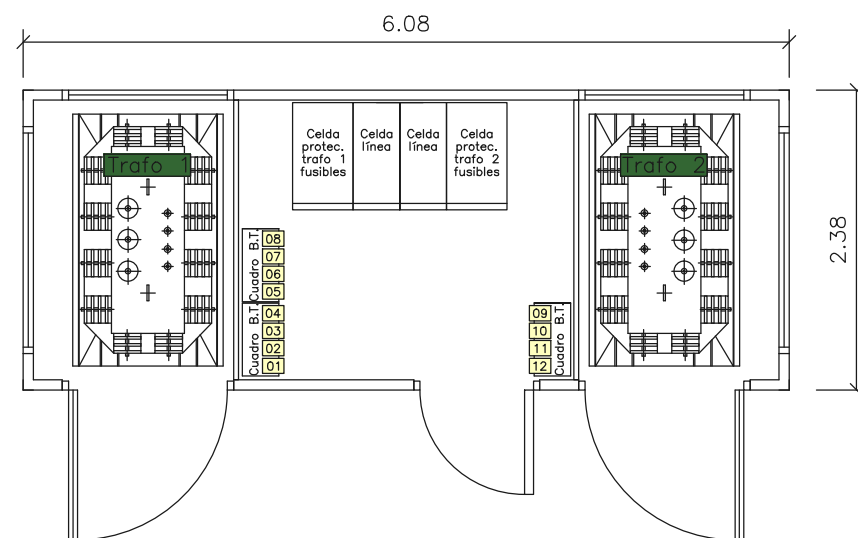 6.08
2.38
Celda
protec.
trafo 1
fusibles
Celda
línea
Celda
línea
Celda
protec.
trafo 2
fusibles
Trafo 1
Trafo 2
Cuadro B.T.
08
07
06
05
Cuadro B.T.
04
03
02
01
09
10
11
12
Cuadro B.T.